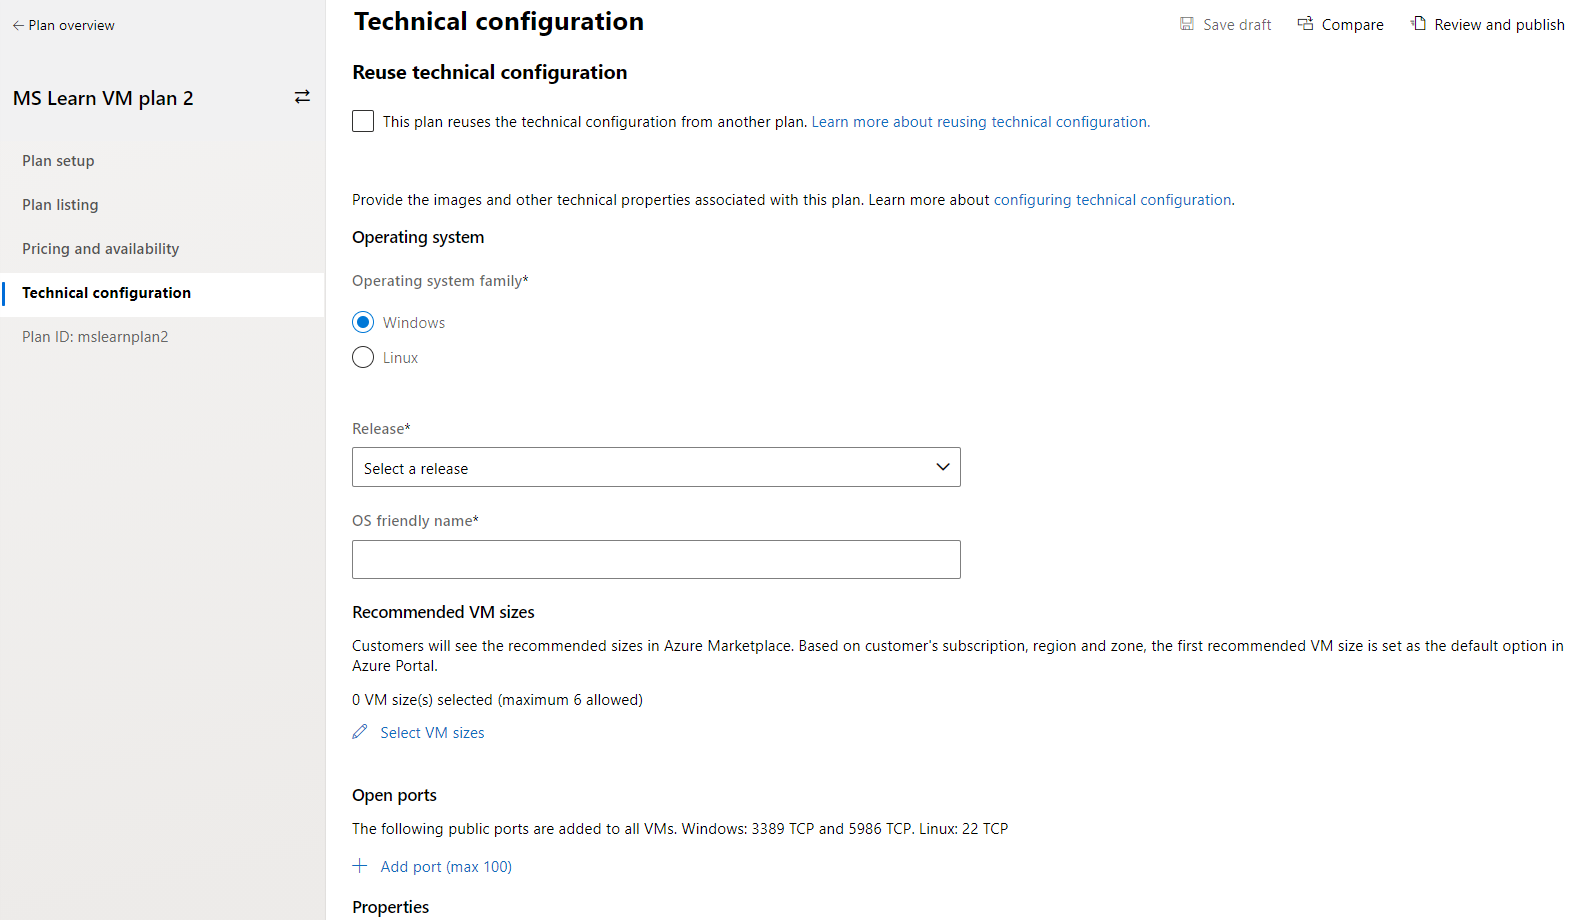 Plan overview
MS Learn VM plan 2
Plan setup
Plan listing
Pricing and availability
Technical configuration
Plan ID: mslearnplan2
Technical configuration
Save draft
Compare
Review and publish
Reuse technical configuration
This plan reuses the technical configuration from another plan. Learn more about reusing technical configuration.
Provide the images and other technical properties associated with this plan. Learn more about configuring technical configuration.
Operating system
Operating system family*
Windows
Linux
Release*
Select a release
OS friendly name*
Recommended VM sizes
Customers will see the recommended sizes in Azure Marketplace. Based on customer's subscription, region and zone, the first recommended VM size is set as the default option in
Azure Portal.
0 VM size(s) selected (maximum 6 allowed)
Select VM sizes
Open ports
The following public ports are added to all VMs. Windows: 3389 TCP and 5986 TCP. Linux: 22 TCP
Add port (max 100)
Properties